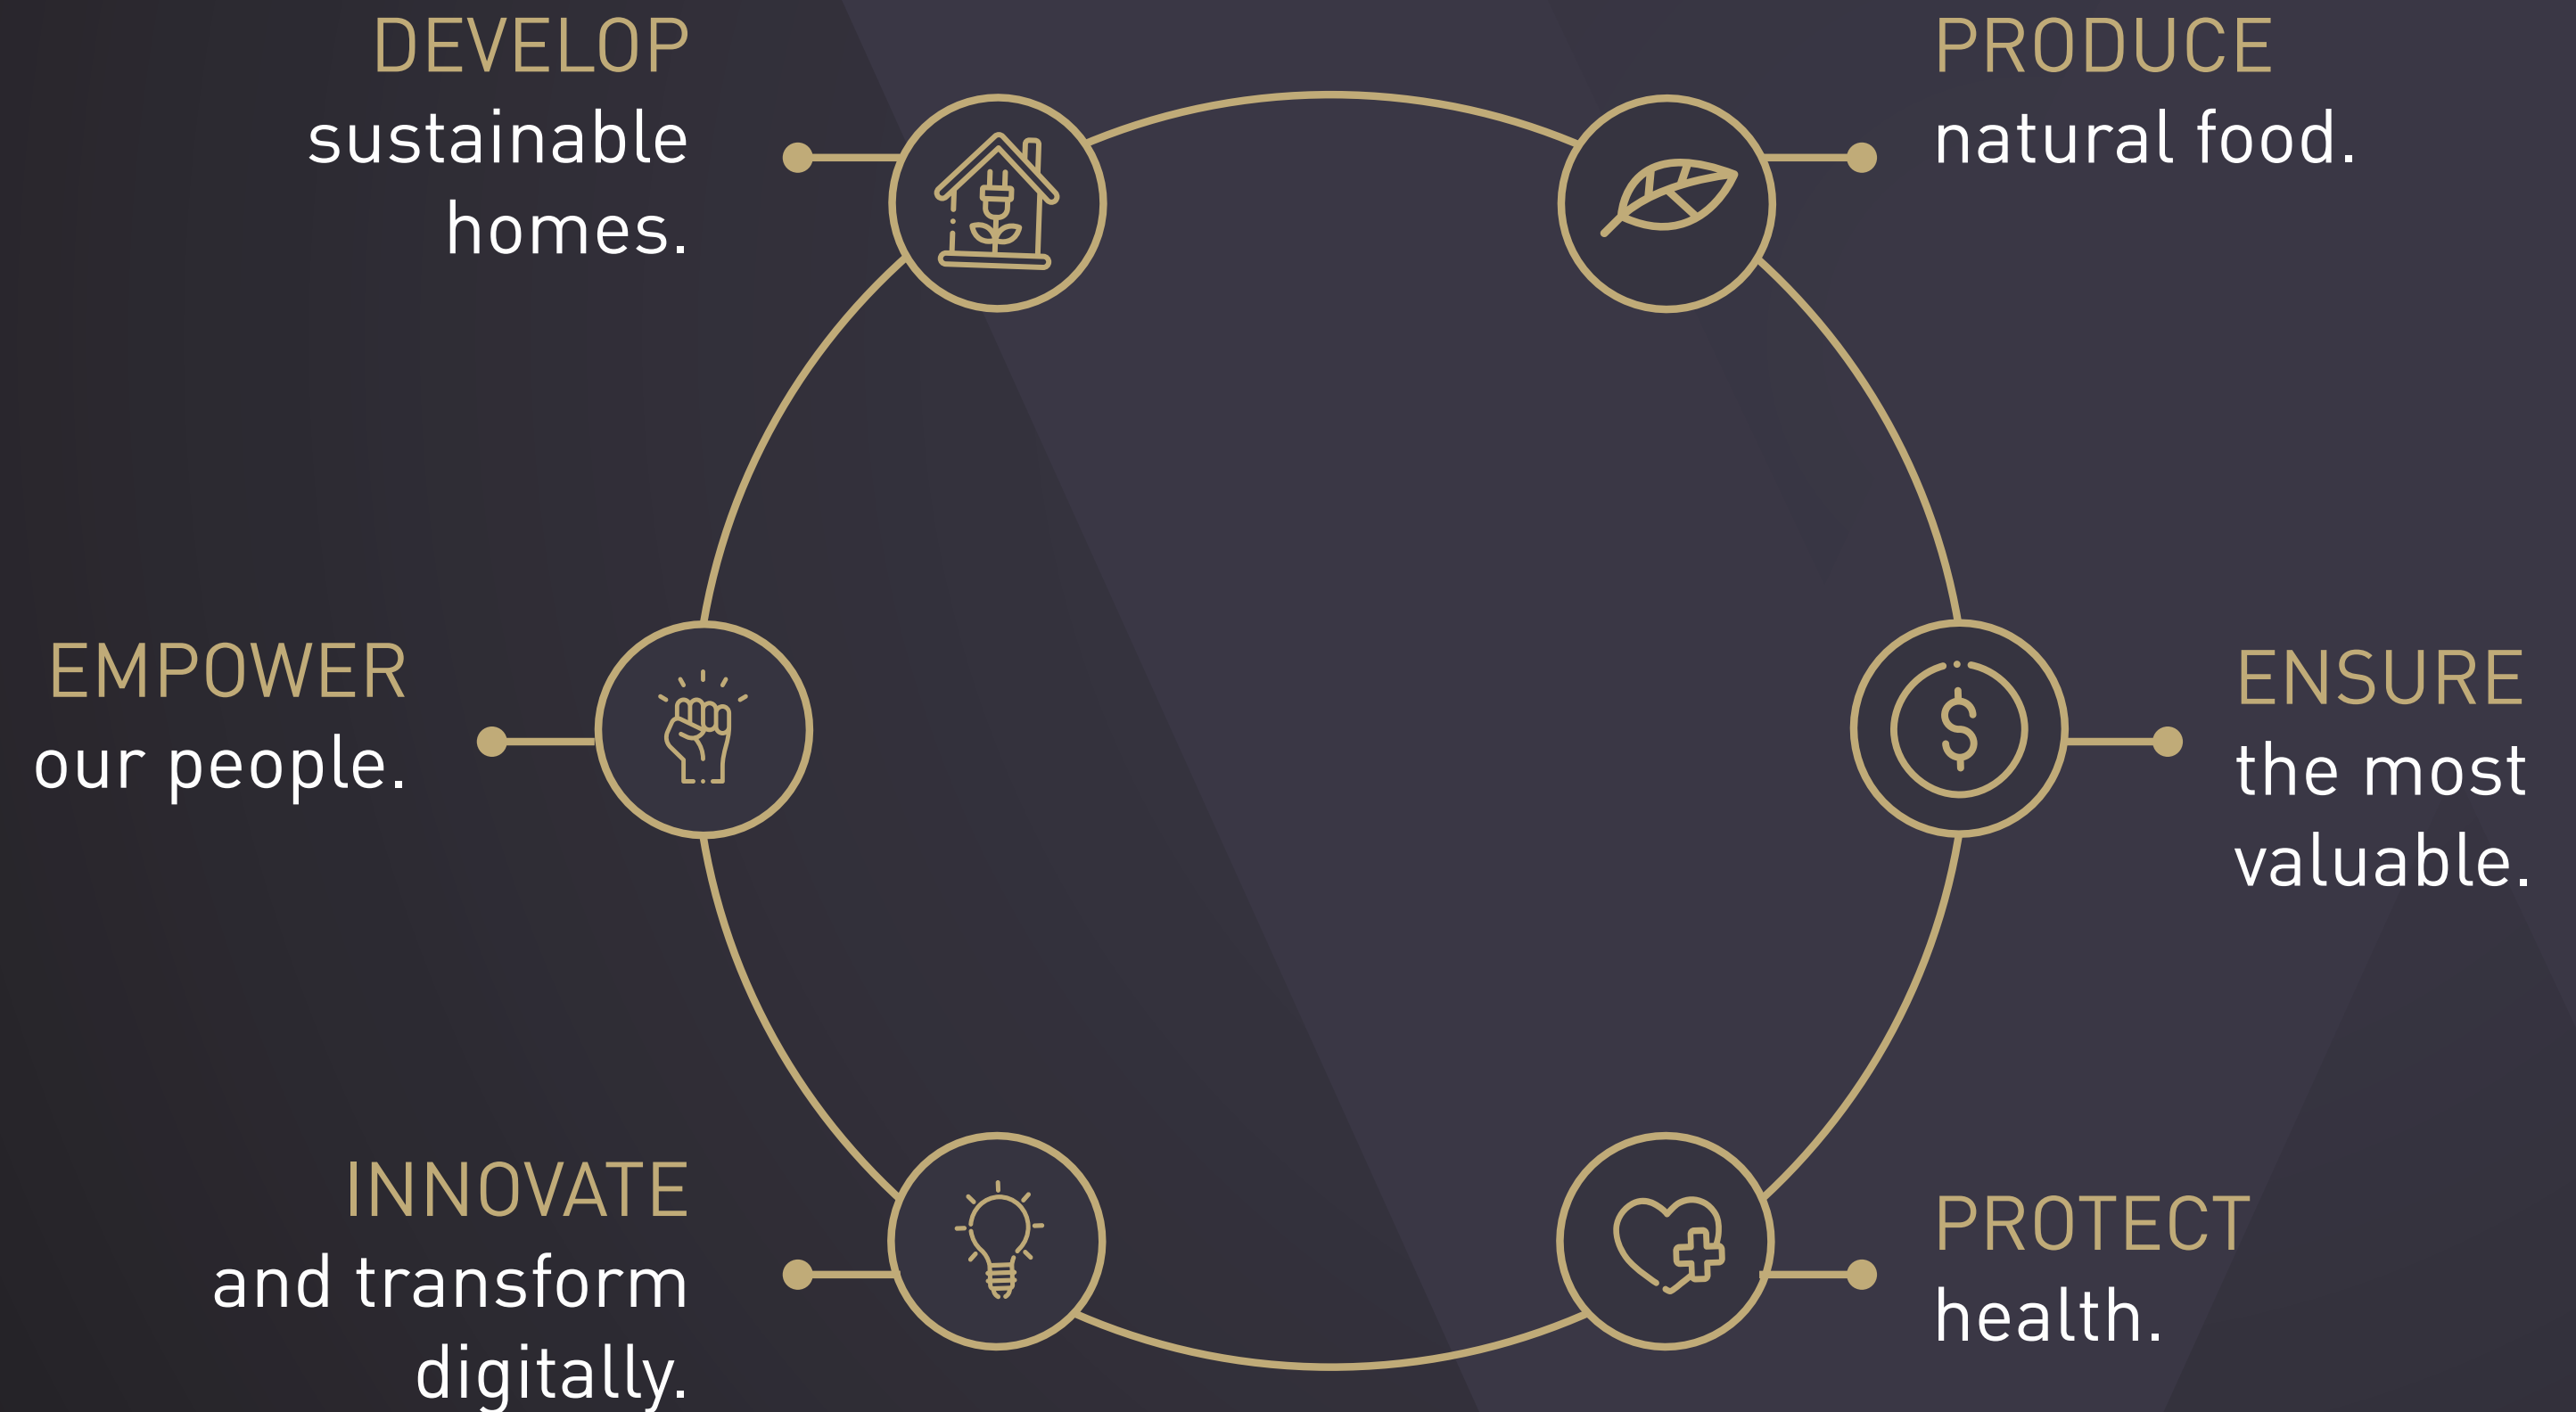 DEVELOP
sustainable
homes.
PRODUCE
natural food.
EMPOWER
our people.
ENSURE
the most
valuable.
INNOVATE
and transform
digitally.
PROTECT
health.